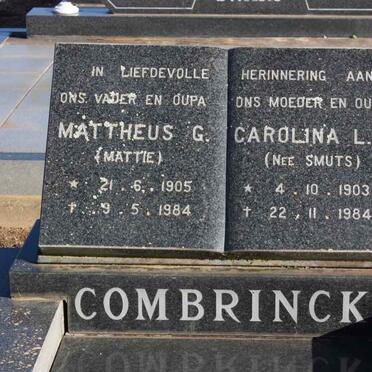 IN LIEFDEVOLLE HERINNERING AAN
ONS VADER EN OUPA
MATTHEUS G.
(MATTIE)
* 21.6.1905
† 9.5.1984
ONS MOEDER EN OU
CAROLINA L.
(NEE SMUTS)
* 4.10.1903
† 22.11.1984
COMBRINCK